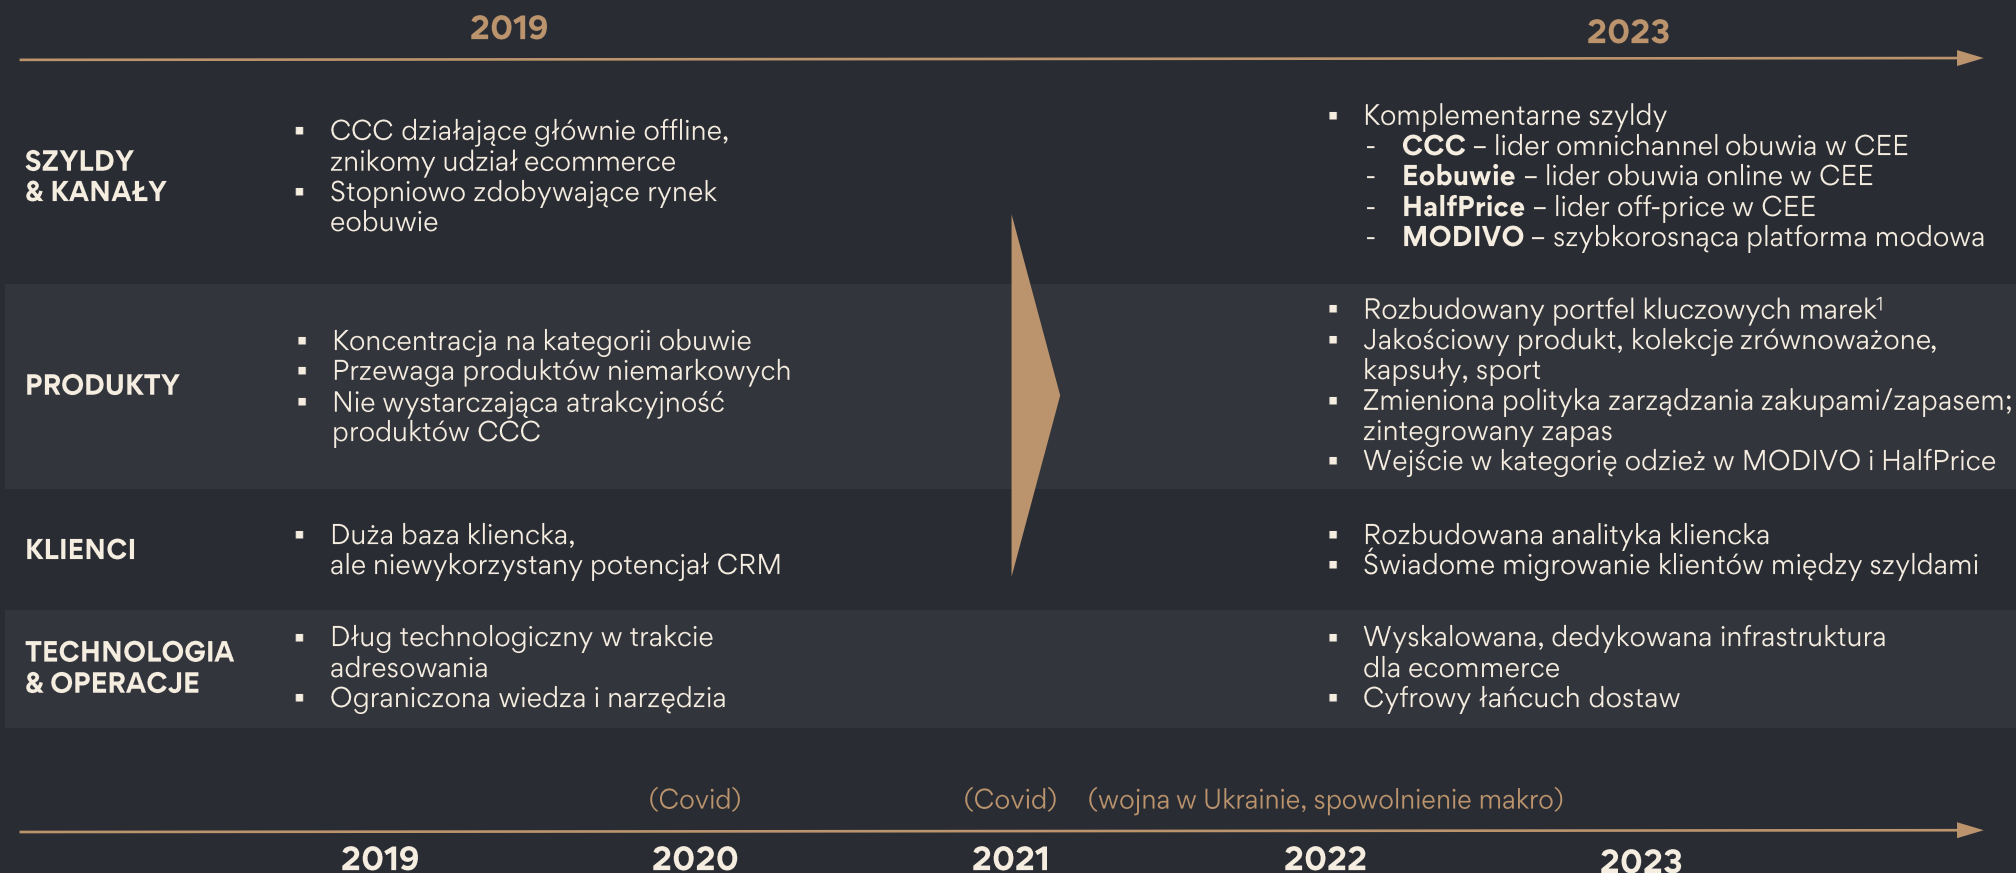 2019
2023
SZYLDY
& KANAŁY
▪ CCC działające głównie offline,
znikomy udział ecommerce
▪ Stopniowo zdobywające rynek
eobuwie
▪ Komplementarne szyldy
- CCC – lider omnichannel obuwia w CEE
- Eobuwie – lider obuwia online w CEE
- HalfPrice – lider off-price w CEE
- MODIVO – szybkorosnąca platforma modowa
PRODUKTY
▪ Koncentracja na kategorii obuwie
▪ Przewaga produktów niemarkowych
▪ Nie wystarczająca atrakcyjność
produktów CCC
▪ Rozbudowany portfel kluczowych marek¹
▪ Jakościowy produkt, kolekcje zrównoważone,
kapsuły, sport
▪ Zmieniona polityka zarządzania zakupami/zapasem;
zintegrowany zapas
▪ Wejście w kategorię odzież w MODIVO i HalfPrice
KLIENCI
▪ Duża baza kliencka,
ale niewykorzystany potencjał CRM
▪ Rozbudowana analityka kliencka
▪ Świadome migrowanie klientów między szyldami
TECHNOLOGIA
& OPERACJE
▪ Dług technologiczny w trakcie
adresowania
▪ Ograniczona wiedza i narzędzia
▪ Wyskalowana, dedykowana infrastruktura
dla ecommerce
▪ Cyfrowy łańcuch dostaw
(Covid)
(Covid)
(wojna w Ukrainie, spowolnienie makro)
2019
2020
2021
2022
2023